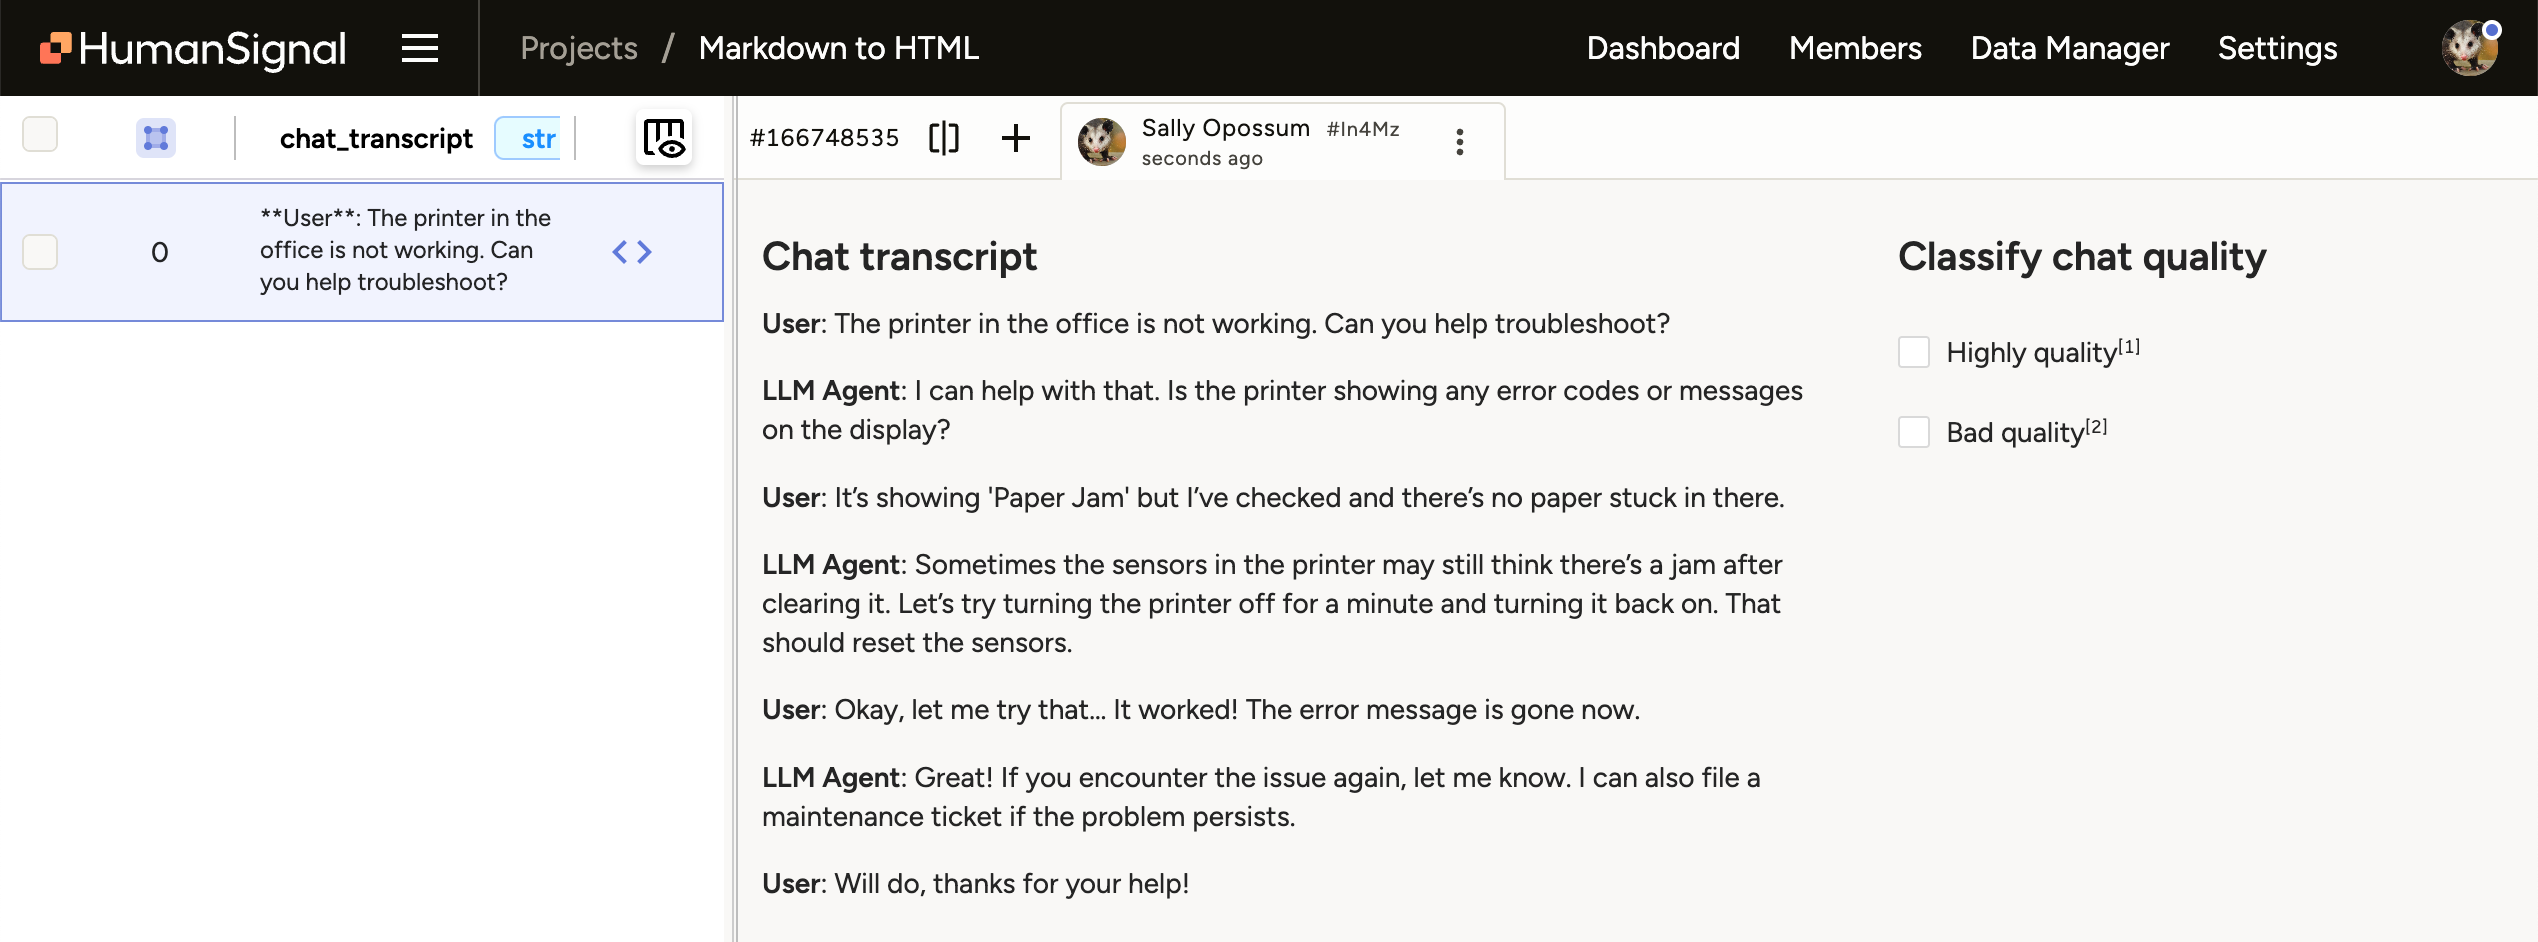 HumanSignal
Projects / Markdown to HTML
Dashboard Members Data Manager Settings
chat_transcript str
#166748535
Sally Opossum #In4Mz
seconds ago
0
**User**: The printer in the
office is not working. Can
you help troubleshoot?
Chat transcript
User: The printer in the office is not working. Can you help troubleshoot?
LLM Agent: I can help with that. Is the printer showing any error codes or messages
on the display?
User: It’s showing 'Paper Jam' but I’ve checked and there’s no paper stuck in there.
LLM Agent: Sometimes the sensors in the printer may still think there’s a jam after
clearing it. Let’s try turning the printer off for a minute and turning it back on. That
should reset the sensors.
User: Okay, let me try that... It worked! The error message is gone now.
LLM Agent: Great! If you encounter the issue again, let me know. I can also file a
maintenance ticket if the problem persists.
User: Will do, thanks for your help!
Classify chat quality
Highly quality[1]
Bad quality[2]